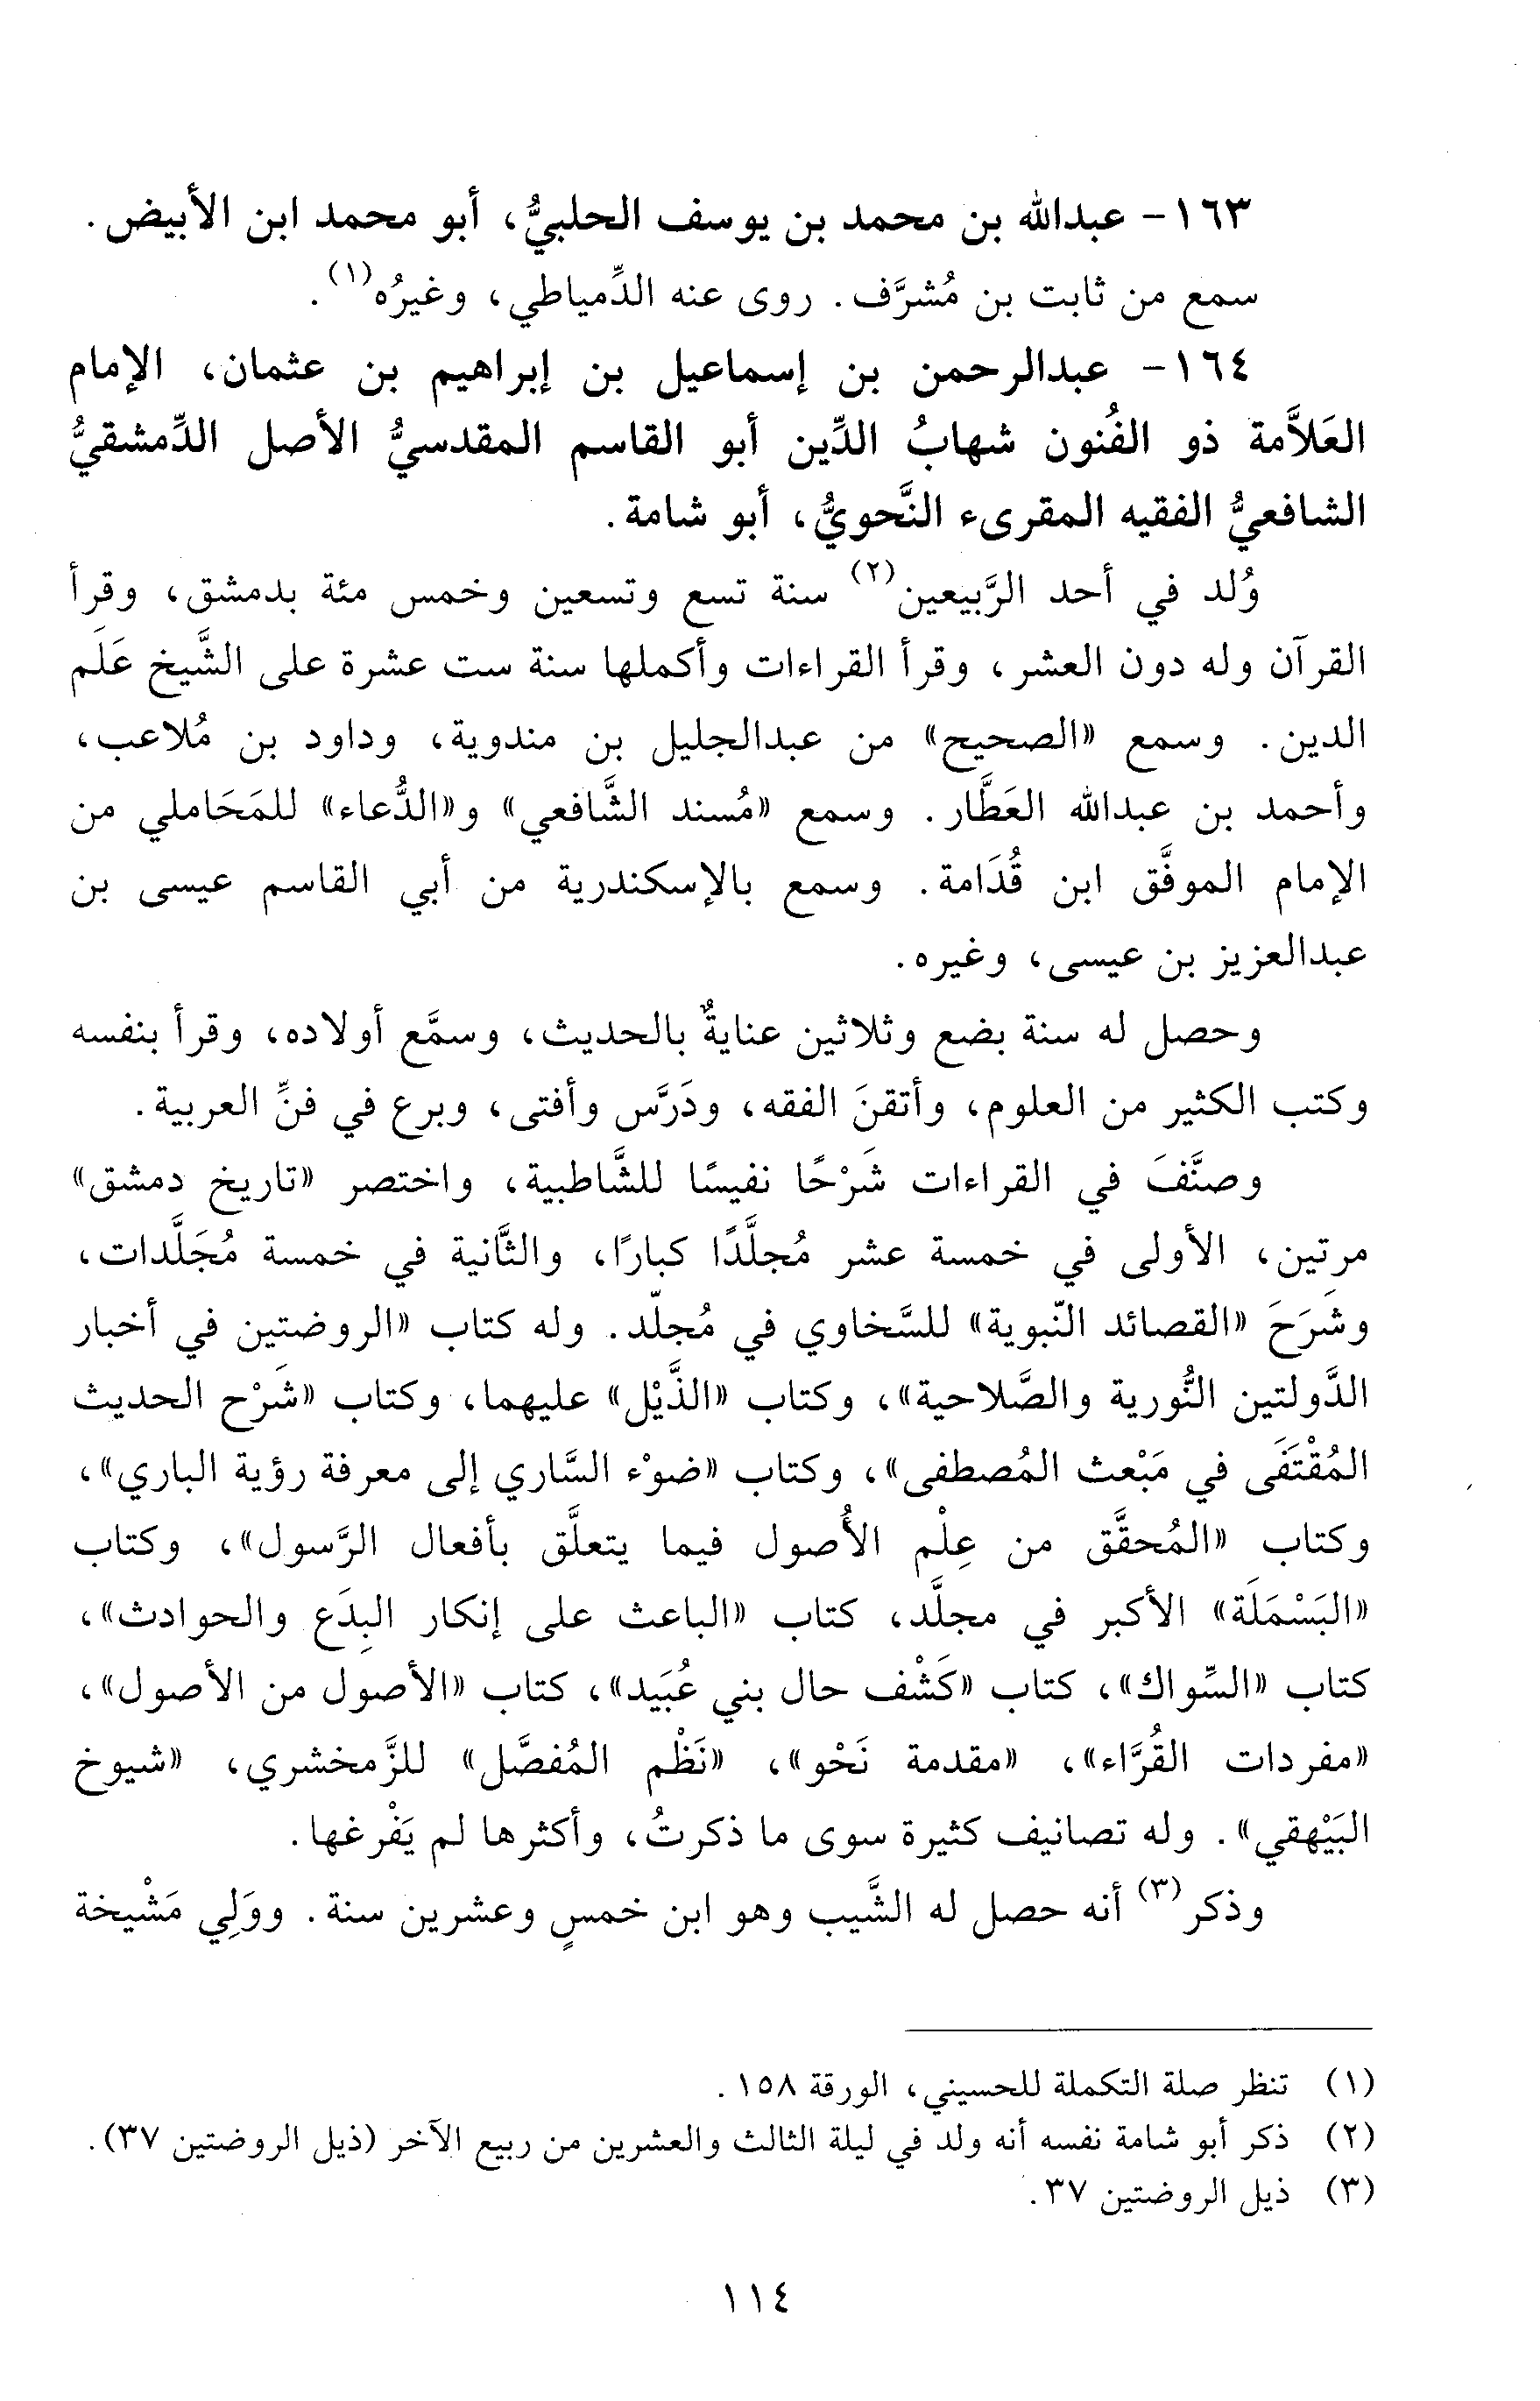 ١٦٣- عبدالله بن محمد بن يوسف الحلبيُّ، أبو محمد ابن الأبيض.
سمع من ثابت بن مُشرَّف. روى عنه الدِّمياطي، وغيرُه(١).
١٦٤- عبدالرحمن بن إسماعيل بن إبراهيم بن عثمان، الإمام
العَلاَّمة ذو الفُنون شهابُ الدِّين أبو القاسم المقدسيُّ الأصل الدِّمشقيُّ
الشافعيُّ الفقيه المقرىء النَّحويُّ، أبو شامة.
وُلد في أحد الرَّبيعين(٢) سنة تسع وتسعين وخمس مئة بدمشق، وقرأ
القرآن وله دون العشر، وقرأ القراءات وأكملها سنة ست عشرة على الشَّيخ عَلَم
الدين. وسمع «الصحيح» من عبدالجليل بن مندوية، وداود بن مُلاعب،
وأحمد بن عبدالله العَطَّار. وسمع «مُسند الشَّافعي» و«الدُّعاء» للمَحَاملي من
الإمام الموفَّق ابن قُدَامة. وسمع بالإسكندرية من أبي القاسم عيسى بن
عبدالعزيز بن عيسى، وغيره.
وحصل له سنة بضع وثلاثين عنايةٌ بالحديث، وسمَّع أولاده، وقرأ بنفسه
وكتب الكثير من العلوم، وأتقنَ الفقه، ودَرَّس وأفتى، وبرع في فنِّ العربية.
وصنَّفَ في القراءات شَرْحًا نفيسًا للشَّاطبية، واختصر «تاريخ دمشق»
مرتين، الأولى في خمسة عشر مُجلَّدًا كبارًا، والثَّانية في خمسة مُجَلَّدات،
وشَرَحَ «القصائد النّبوية» للسَّخاوي في مُجلّد. وله كتاب «الروضتين في أخبار
الدَّولتين النُّورية والصَّلاحية»، وكتاب «الذَّيْل» عليهما، وكتاب «شَرْح الحديث
المُقْتَفَى في مَبْعث المُصطفى»، وكتاب «ضوْء السَّاري إلى معرفة رؤية الباري»،
وكتاب «المُحقَّق من عِلْم الأُصول فيما يتعلَّق بأفعال الرَّسول»، وكتاب
«البَسْمَلَة» الأكبر في مجلَّد، كتاب «الباعث على إنكار البِدَع والحوادث»،
كتاب «السِّواك»، كتاب «كَشْف حال بني عُبَيد»، كتاب «الأصول من الأصول»،
«مفردات القُرَّاء»، «مقدمة نَحْو»، «نَظْم المُفصَّل» للزَّمخشري، «شيوخ
البَيْهقي». وله تصانيف كثيرة سوى ما ذكرتُ، وأكثرها لم يَفْرغها.
وذكر(٣) أنه حصل له الشَّيب وهو ابن خمسٍ وعشرين سنة. ووَلِي مَشْيخة
(١) تنظر صلة التكملة للحسيني، الورقة ١٥٨.
(٢) ذكر أبو شامة نفسه أنه ولد في ليلة الثالث والعشرين من ربيع الآخر (ذيل الروضتين ٣٧).
(٣) ذيل الروضتين ٣٧.
١١٤